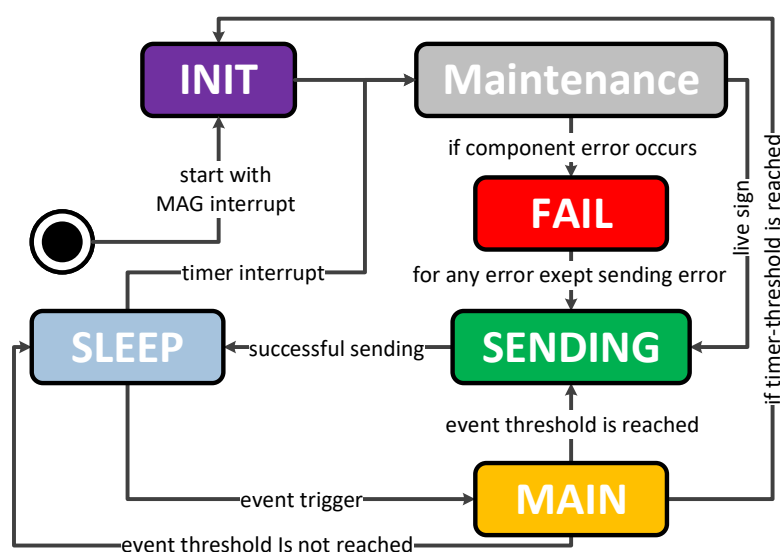 INIT
Maintenance
start with
MAG interrupt
if component error occurs
FAIL
live sign
if timer-threshold is reached
timer interrupt
for any error exept sending error
SLEEP
successful sending
SENDING
event threshold is reached
event trigger
MAIN
event threshold Is not reached